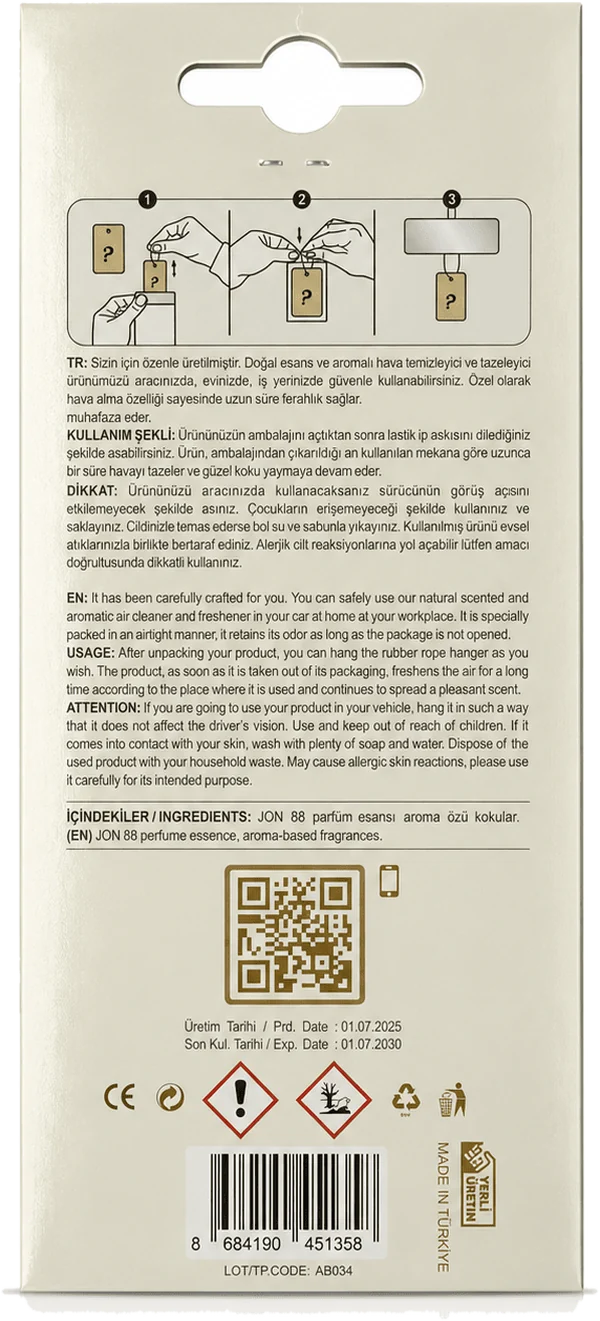 1
2
3
?
?
?
?
TR: Sizin için özenle üretilmiştir. Doğal esans ve aromalı hava temizleyici ve tazeleyici
ürünümüzü aracınızda, evinizde, iş yerinizde güvenle kullanabilirsiniz. Özel olarak
hava alma özelliği sayesinde uzun süre ferahlık sağlar.
muhafaza eder.
KULLANIM ŞEKLİ: Ürününüzün ambalajını açtıktan sonra lastik ip askısını dilediğiniz
şekilde asabilirsiniz. Ürün, ambalajından çıkarıldığı an kullanılan mekana göre uzunca
bir süre havayı tazeler ve güzel koku yaymaya devam eder.
DİKKAT: Ürününüzü aracınızda kullanacaksanız sürücünün görüş açısını
etkilemeyecek şekilde asınız. Çocukların erişemeyeceği şekilde kullanınız ve
saklayınız. Cildinizle temas ederse bol su ve sabunla yıkayınız. Kullanılmış ürünü evsel
atıklarınızla birlikte bertaraf ediniz. Alerjik cilt reaksiyonlarına yol açabilir lütfen amacı
doğrultusunda dikkatli kullanınız.
EN: It has been carefully crafted for you. You can safely use our natural scented and
aromatic air cleaner and freshener in your car at home at your workplace. It is specially
packed in an airtight manner, it retains its odor as long as the package is not opened.
USAGE: After unpacking your product, you can hang the rubber rope hanger as you
wish. The product, as soon as it is taken out of its packaging, freshens the air for a long
time according to the place where it is used and continues to spread a pleasant scent.
ATTENTION: If you are going to use your product in your vehicle, hang it in such a way
that it does not affect the driver's vision. Use and keep out of reach of children. If it
comes into contact with your skin, wash with plenty of soap and water. Dispose of the
used product with your household waste. May cause allergic skin reactions, please use
it carefully for its intended purpose.
İÇİNDEKİLER / INGREDIENTS: JON 88 parfüm esansı aroma özü kokular.
(EN) JON 88 perfume essence, aroma-based fragrances.
Üretim Tarihi / Prd. Date : 01.07.2025
Son Kul. Tarihi / Exp. Date : 01.07.2030
CE
YERLİ
ÜRETİM
MADE IN TÜRKİYE
8 684190 451358
LOT/TP.CODE: AB034